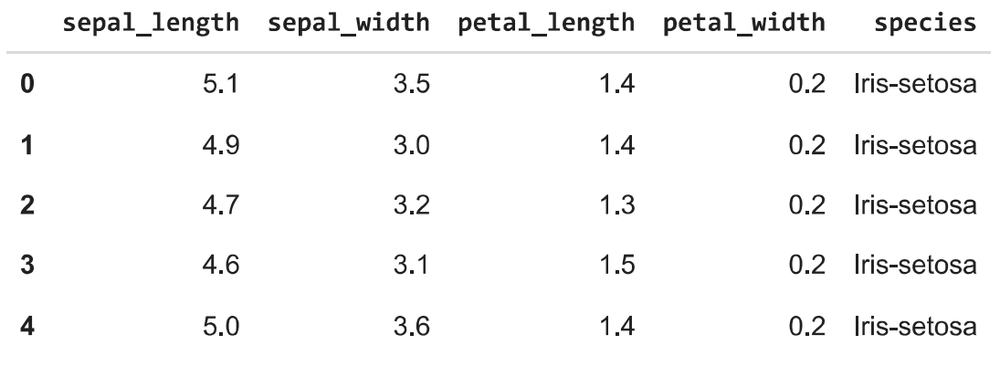 sepal_length sepal_width petal_length petal_width species
0 5.1 3.5 1.4 0.2 Iris-setosa
1 4.9 3.0 1.4 0.2 Iris-setosa
2 4.7 3.2 1.3 0.2 Iris-setosa
3 4.6 3.1 1.5 0.2 Iris-setosa
4 5.0 3.6 1.4 0.2 Iris-setosa